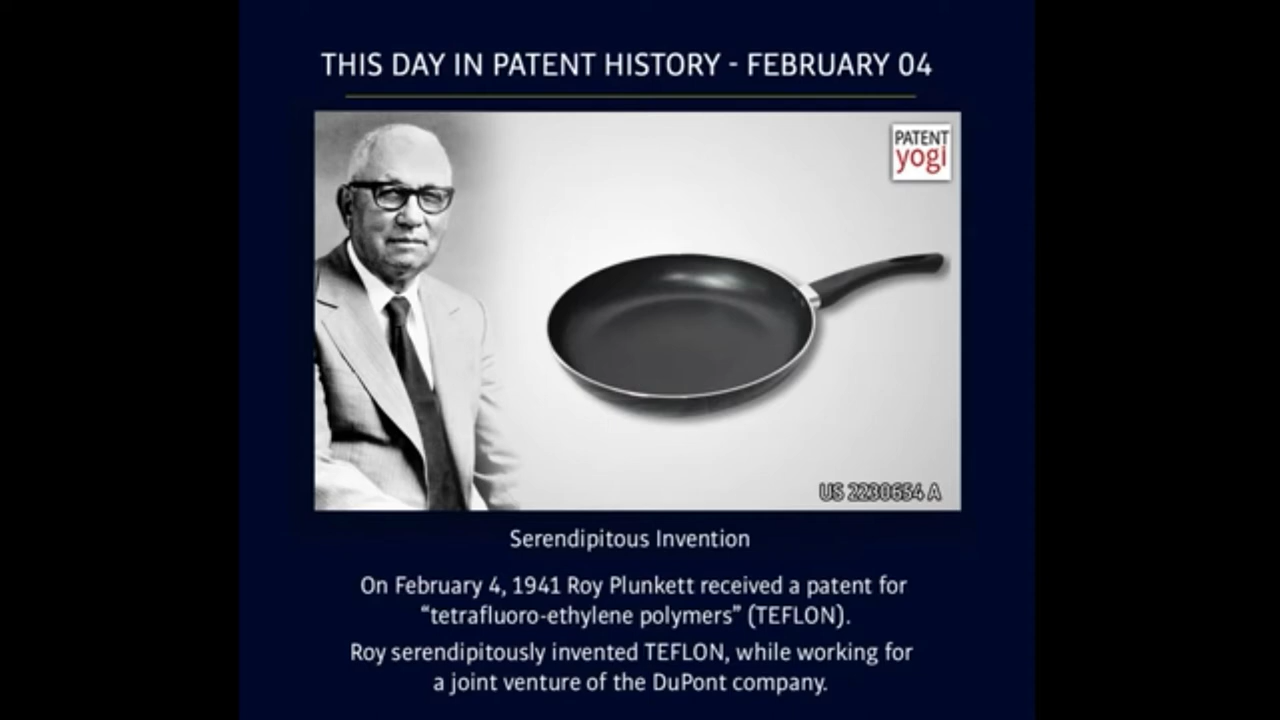 THIS DAY IN PATENT HISTORY - FEBRUARY 04
PATENT
yogi
US 2230654 A
Serendipitous Invention
On February 4, 1941 Roy Plunkett received a patent for
“tetrafluoro-ethylene polymers” (TEFLON).
Roy serendipitously invented TEFLON, while working for
a joint venture of the DuPont company.